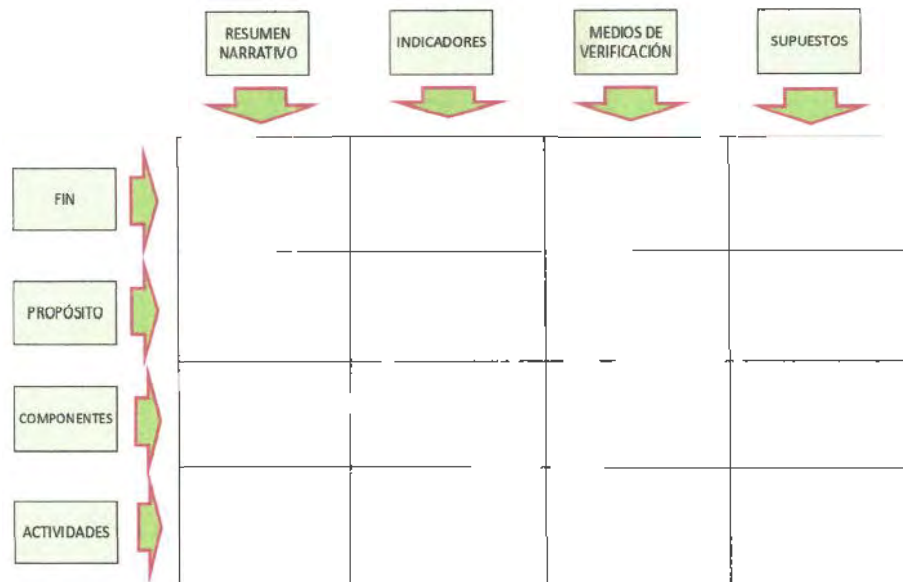 RESUMEN
NARRATIVO
INDICADORES
MEDIOS DE
VERIFICACIÓN
SUPUESTOS
FIN
PROPÓSITO
COMPONENTES
ACTIVIDADES